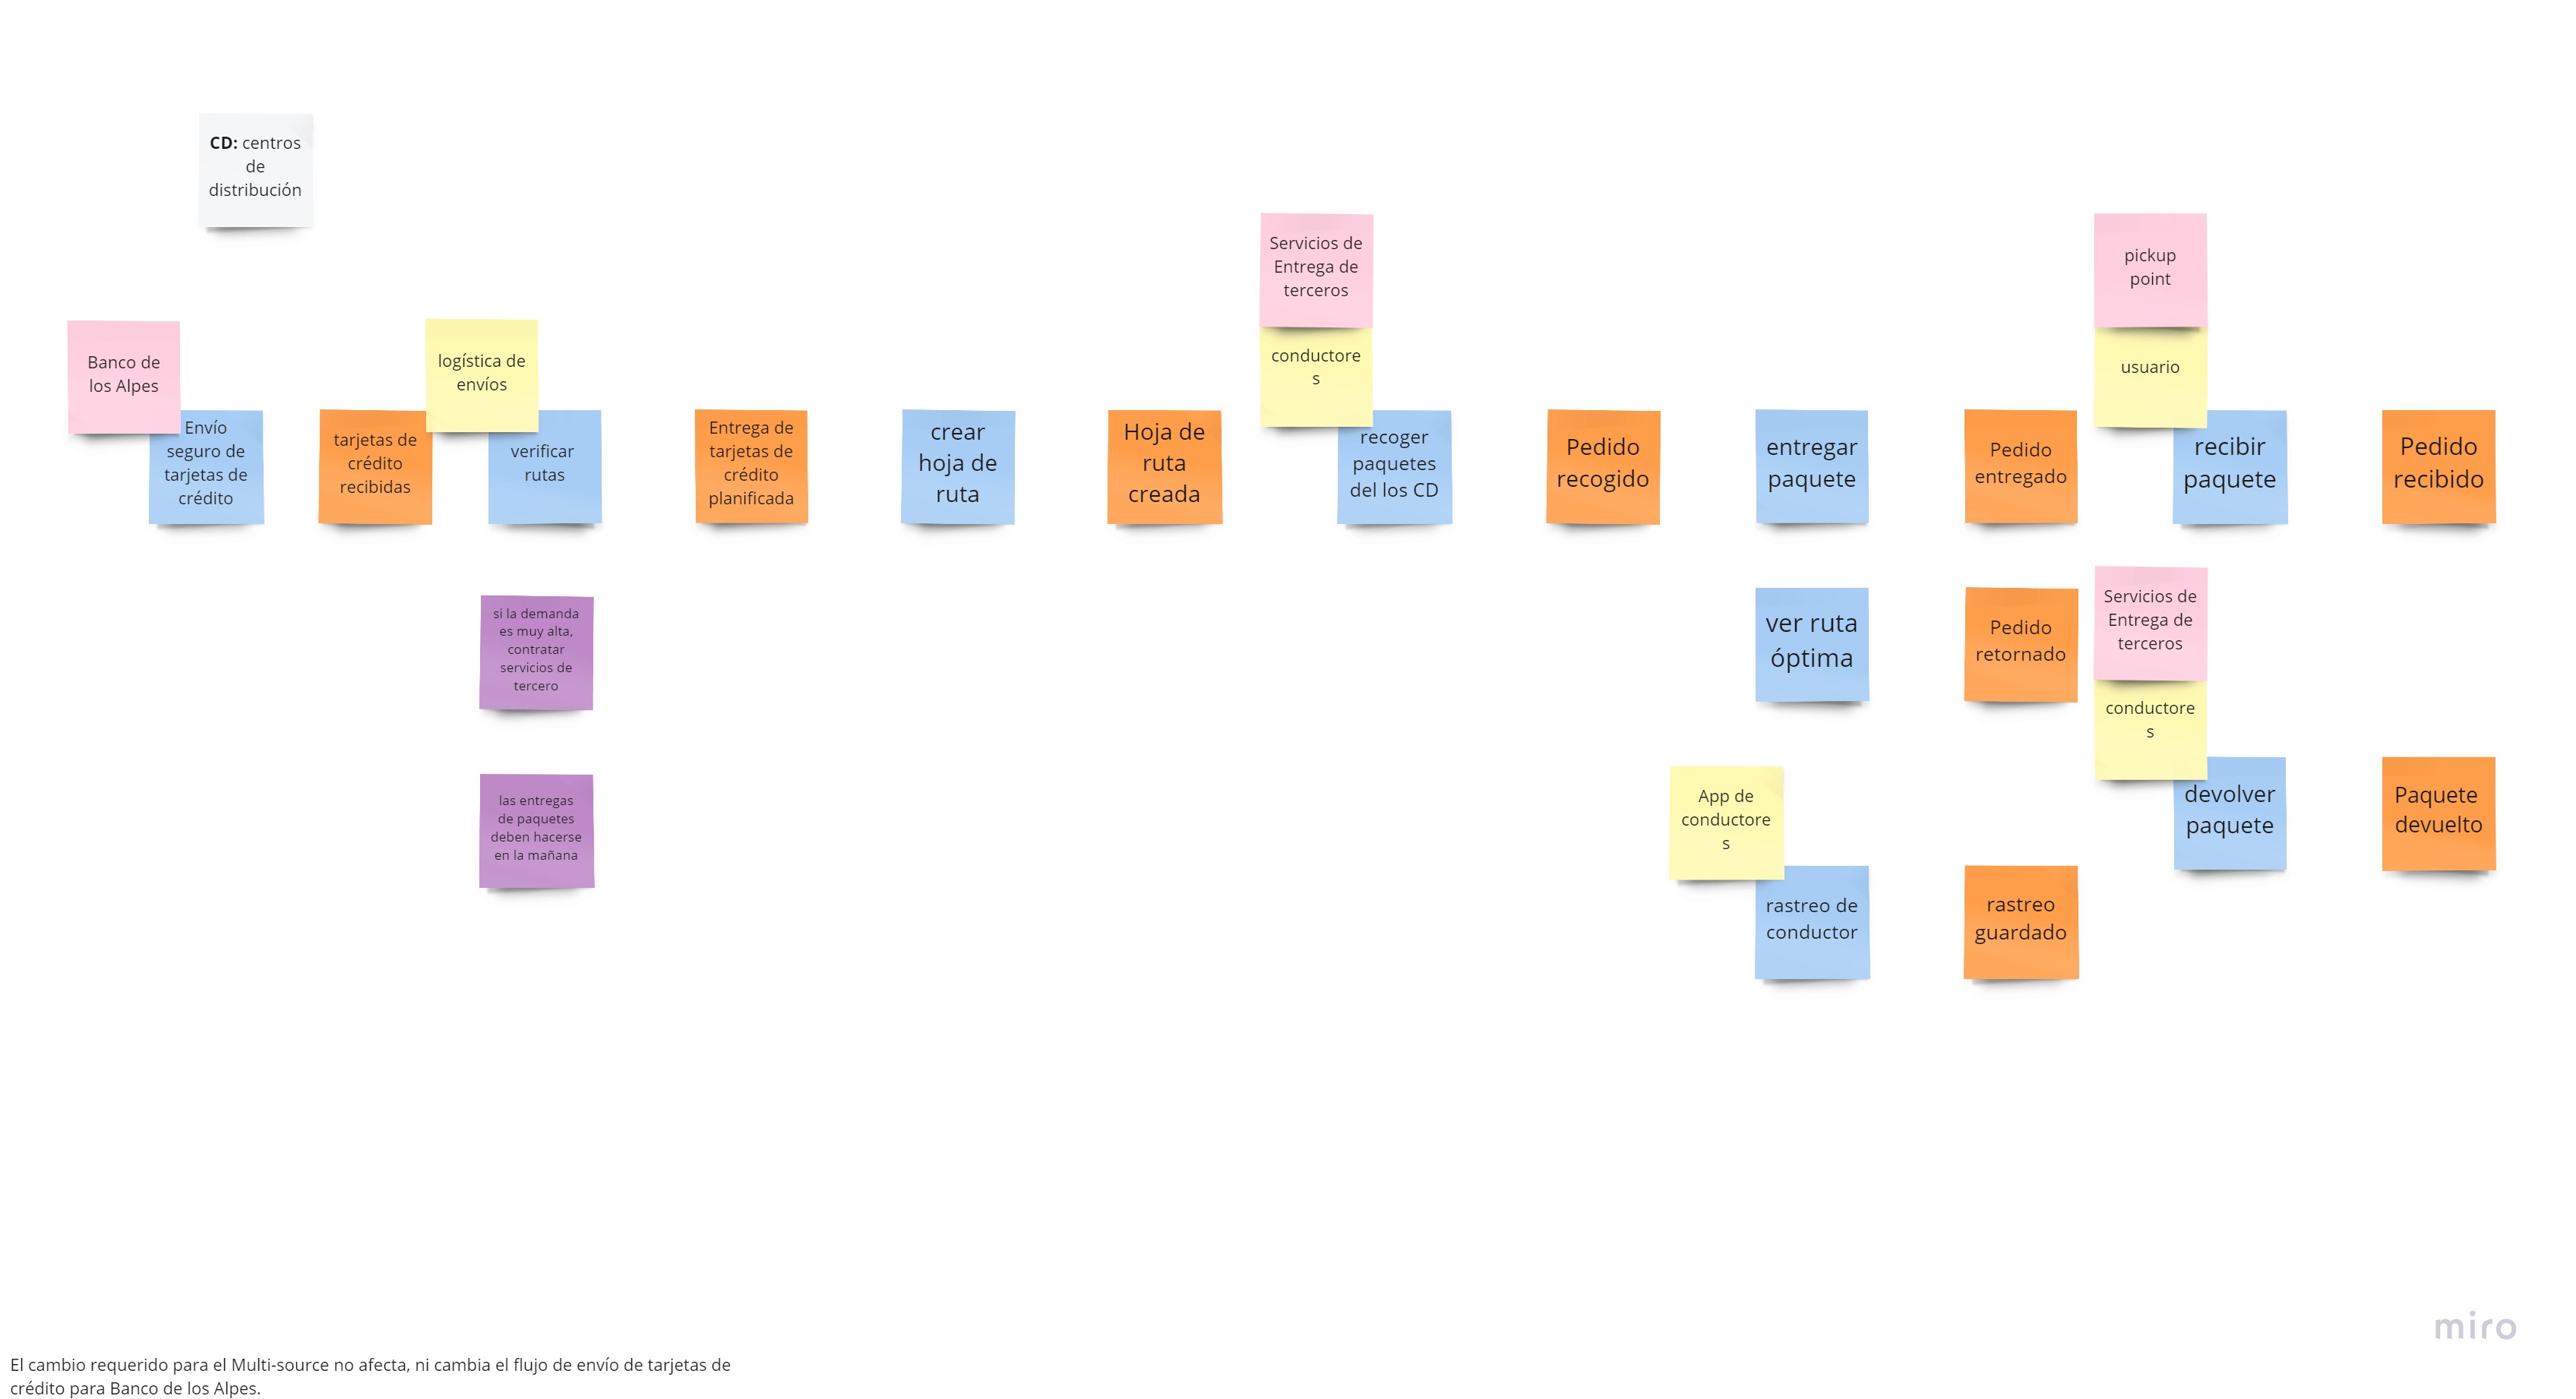 CD: centros
de
distribución
Servicios de
Entrega de
terceros
pickup
point
Banco de
los Alpes
logística de
envíos
conductore
s
usuario
Envío
seguro de
tarjetas de
crédito
tarjetas de
crédito
recibidas
verificar
rutas
Entrega de
tarjetas de
crédito
planificada
crear
hoja de
ruta
Hoja de
ruta
creada
recoger
paquetes
del los CD
Pedido
recogido
entregar
paquete
Pedido
entregado
recibir
paquete
Pedido
recibido
si la demanda
es muy alta,
contratar
servicios de
tercero
ver ruta
óptima
Pedido
retornado
Servicios de
Entrega de
terceros
conductore
s
las entregas
de paquetes
deben hacerse
en la mañana
App de
conductore
s
devolver
paquete
Paquete
devuelto
rastreo de
conductor
rastreo
guardado
miro
El cambio requerido para el Multi-source no afecta, ni cambia el flujo de envío de tarjetas de
crédito para Banco de los Alpes.